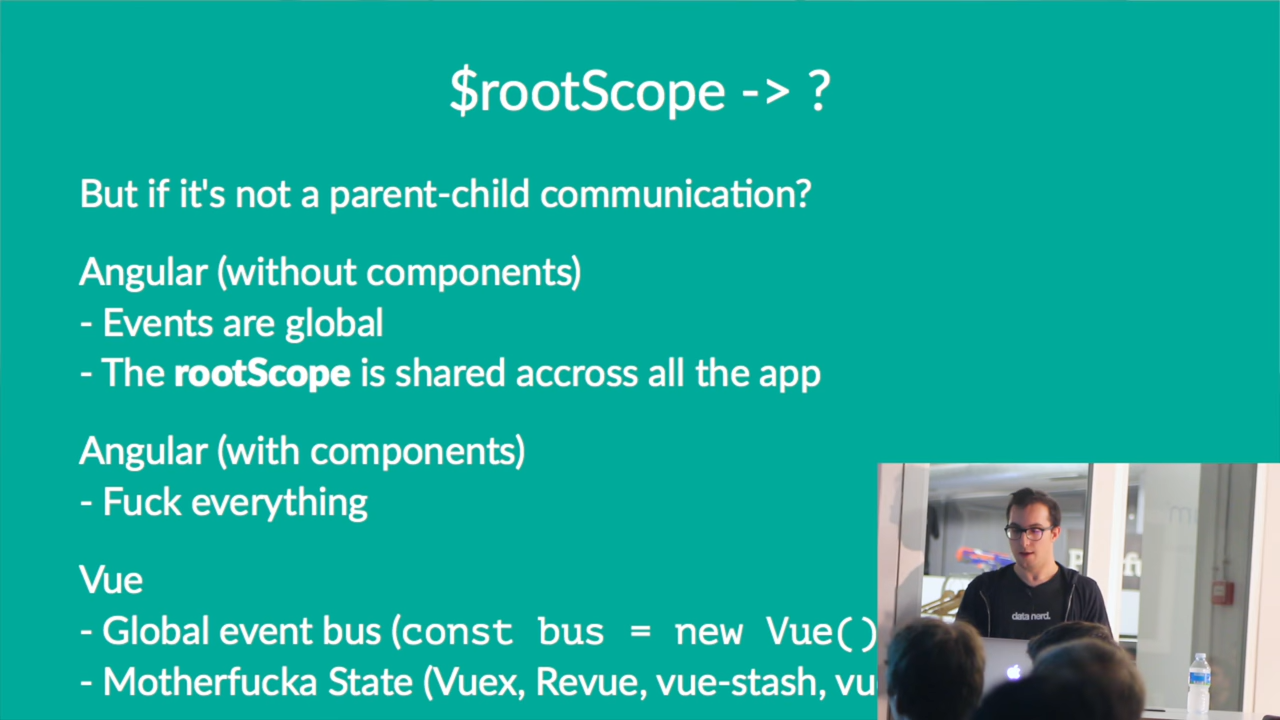 $rootScope -> ?
But if it's not a parent-child communication?
Angular (without components)
- Events are global
- The rootScope is shared accross all the app
Angular (with components)
- Fuck everything
Vue
- Global event bus (const bus = new Vue()
- Motherfucka State (Vuex, Revue, vue-stash, vu
data nerd.